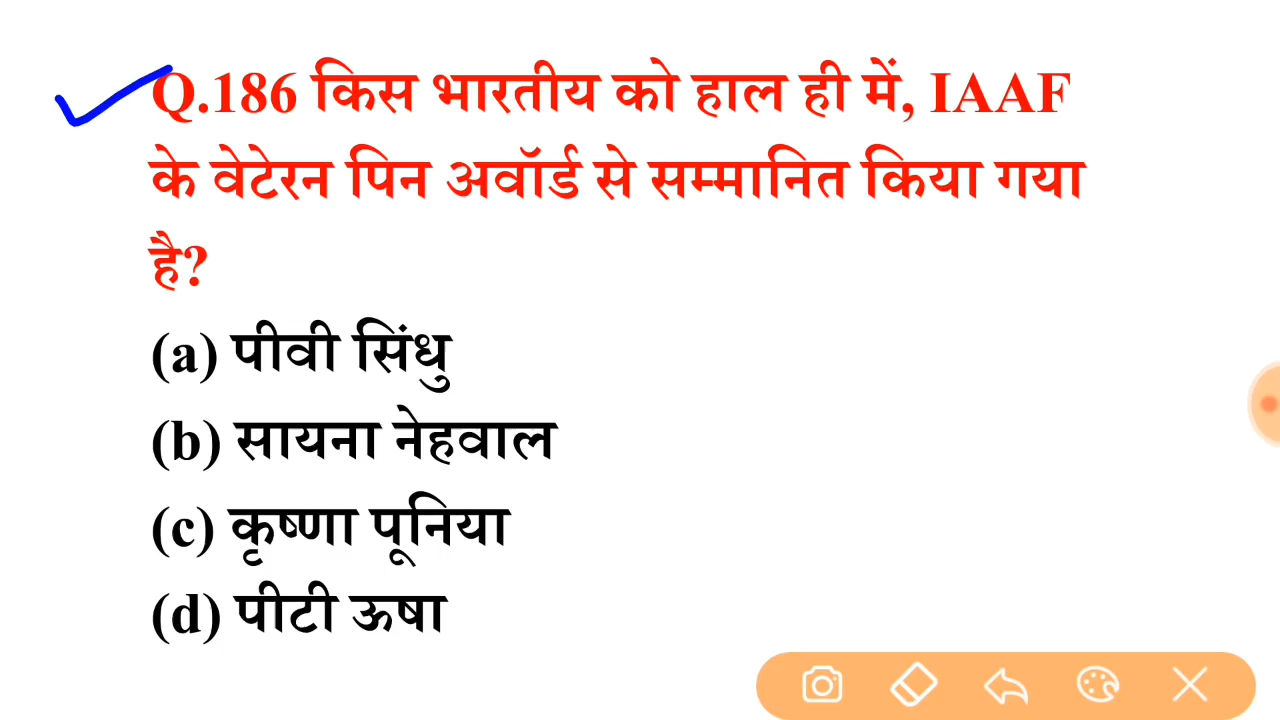 Q.186 किस भारतीय को हाल ही में, IAAF
के वेटेरन पिन अवॉर्ड से सम्मानित किया गया
है?
(a) पीवी सिंधु
(b) सायना नेहवाल
(c) कृष्णा पूनिया
(d) पीटी ऊषा